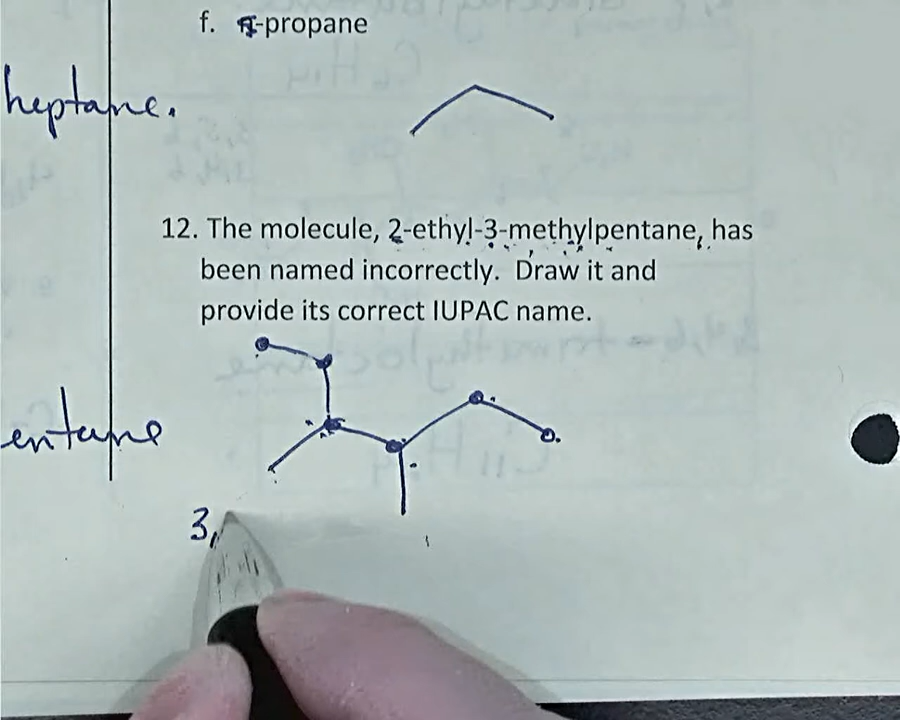 f. n-propane
heptane.
12. The molecule, 2-ethyl-3-methylpentane, has
been named incorrectly. Draw it and
provide its correct IUPAC name.
entane
3,